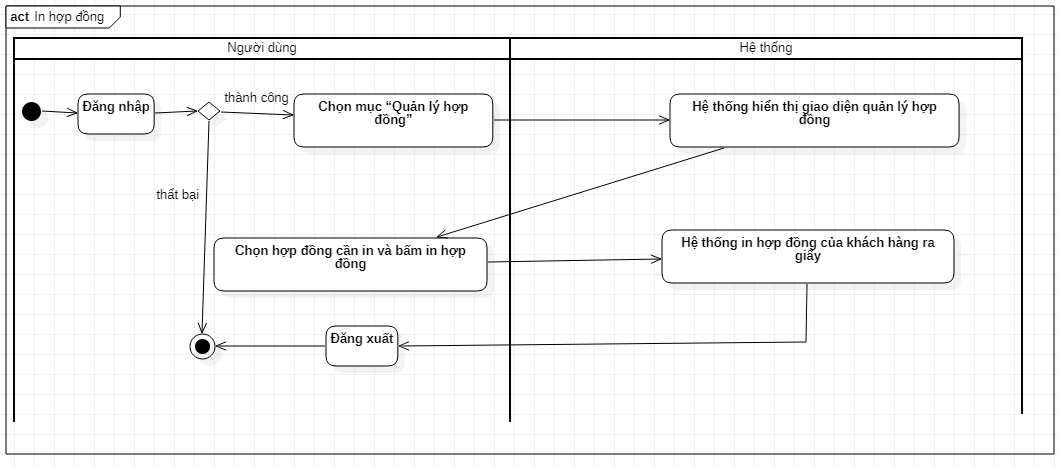 act In hợp đồng
Người dùng
Hệ thống
Đăng nhập
thành công
Chọn mục “Quản lý hợp
đồng”
Hệ thống hiển thị giao diện quản lý hợp
đồng
thất bại
Chọn hợp đồng cần in và bấm in hợp
đồng
Hệ thống in hợp đồng của khách hàng ra
giấy
Đăng xuất